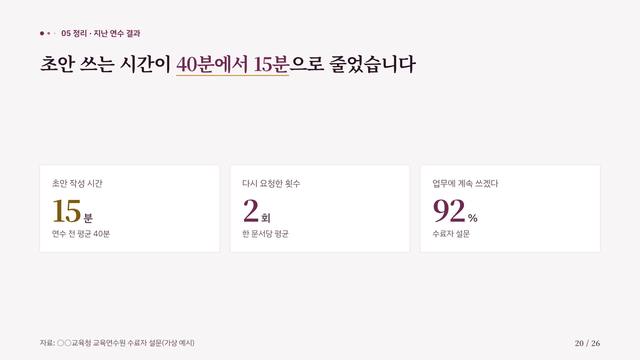 05 정리 · 지난 연수 결과
초안 쓰는 시간이 40분에서 15분으로 줄었습니다
초안 작성 시간
15분
연수 전 평균 40분
다시 요청한 횟수
2회
한 문서당 평균
업무에 계속 쓰겠다
92%
수료자 설문
자료: ○○교육청 교육연수원 수료자 설문(가상 예시)
20 / 26